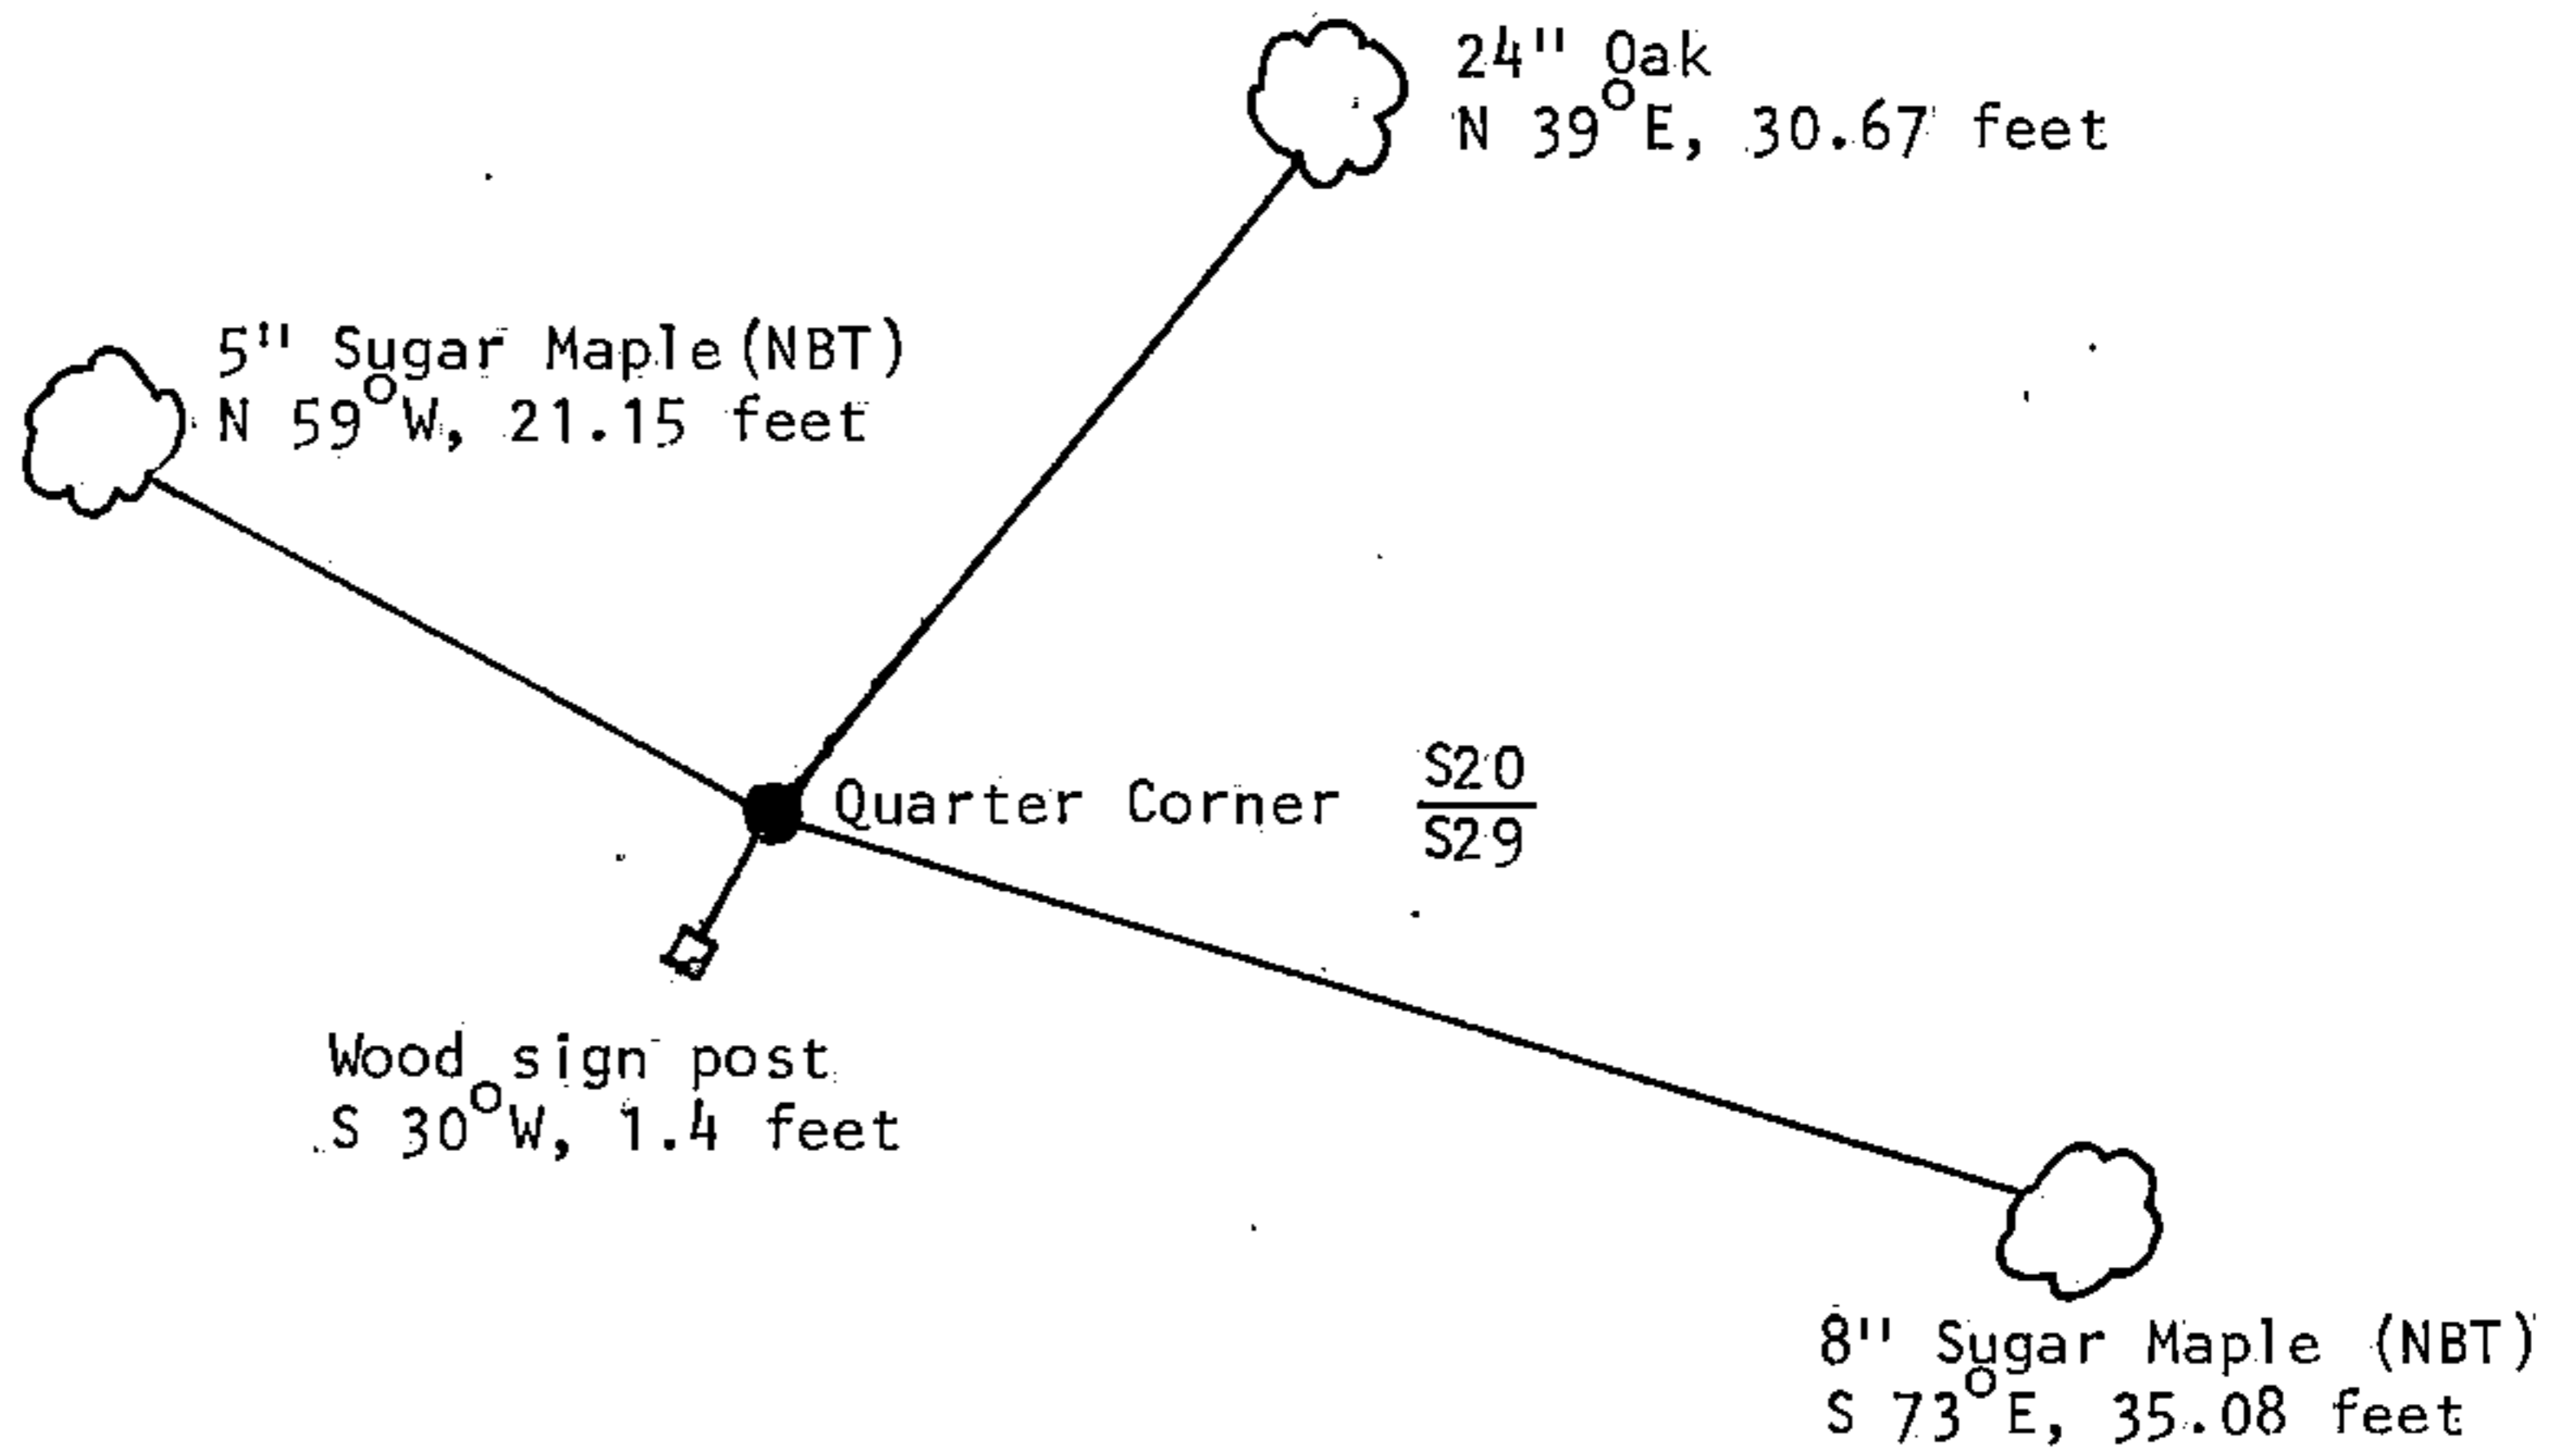 24" Oak
N 39°E, 30.67 feet
5" Sugar Maple (NBT)
N 59°W, 21.15 feet
Quarter Corner S20
S29
Wood sign post
S 30°W, 1.4 feet
8" Sugar Maple (NBT)
S 73°E, 35.08 feet